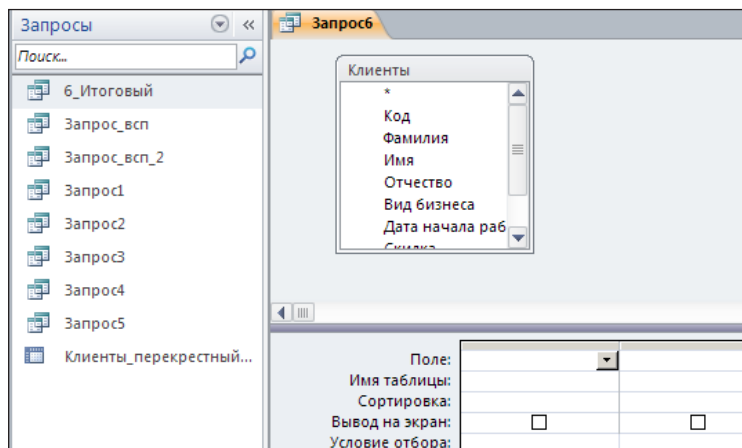 Запросы
Поиск...
6_Итоговый
Запрос_всп
Запрос_всп_2
Запрос1
Запрос2
Запрос3
Запрос4
Запрос5
Клиенты_перекрестный...
Запрос6
Клиенты
*
Код
Фамилия
Имя
Отчество
Вид бизнеса
Дата начала раб
Скидка
Поле:
Имя таблицы:
Сортировка:
Вывод на экран:
Условие отбора: